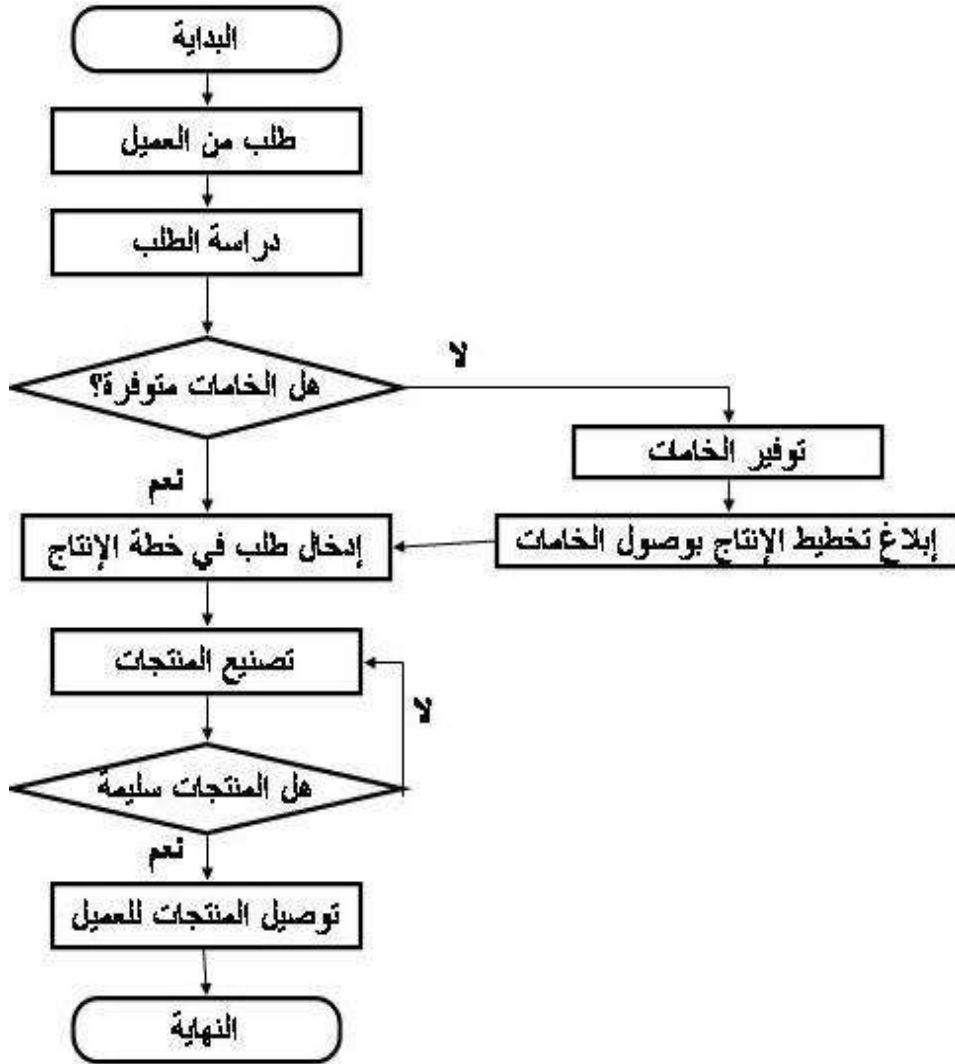 البداية
طلب من العميل
دراسة الطلب
هل الخامات متوفرة؟
لا
توفير الخامات
نعم
إدخال طلب في خطة الإنتاج
إبلاغ تخطيط الإنتاج بوصول الخامات
تصنيع المنتجات
لا
هل المنتجات سليمة
نعم
توصيل المنتجات للعميل
النهاية